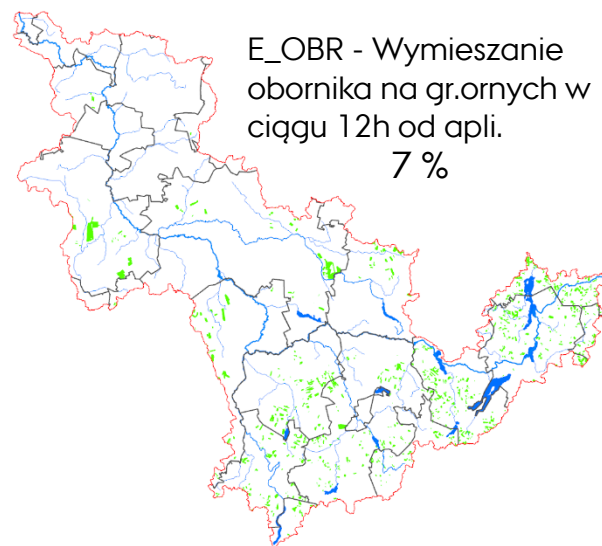 E_OBR - Wymieszanie
obornika na gr.ornych w
ciągu 12h od apli.
7 %